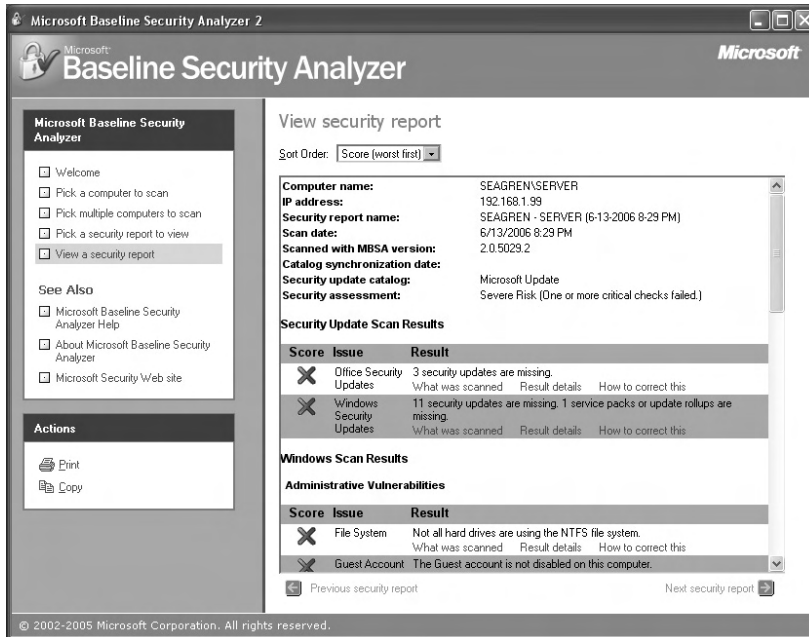 Microsoft Baseline Security Analyzer 2
Microsoft
Baseline Security Analyzer
Microsoft
Microsoft Baseline Security
Analyzer
Welcome
Pick a computer to scan
Pick multiple computers to scan
Pick a security report to view
View a security report
See Also
Microsoft Baseline Security
Analyzer Help
About Microsoft Baseline Security
Analyzer
Microsoft Security Web site
Actions
Print
Copy
View security report
Sort Order: Score (worst first)
Computer name: SEAGREN\SERVER
IP address: 192.168.1.99
Security report name: SEAGREN - SERVER (6-13-2006 8-29 PM)
Scan date: 6/13/2006 8:29 PM
Scanned with MBSA version: 2.0.5029.2
Catalog synchronization date:
Security update catalog: Microsoft Update
Security assessment: Severe Risk (One or more critical checks failed.)
Security Update Scan Results
Score Issue Result
Office Security 3 security updates are missing.
Updates What was scanned Result details How to correct this
Windows 11 security updates are missing. 1 service packs or update rollups are
Security missing.
Updates What was scanned Result details How to correct this
Windows Scan Results
Administrative Vulnerabilities
Score Issue Result
File System Not all hard drives are using the NTFS file system.
What was scanned Result details How to correct this
Guest Account The Guest account is not disabled on this computer.
Previous security report Next security report
© 2002-2005 Microsoft Corporation. All rights reserved.